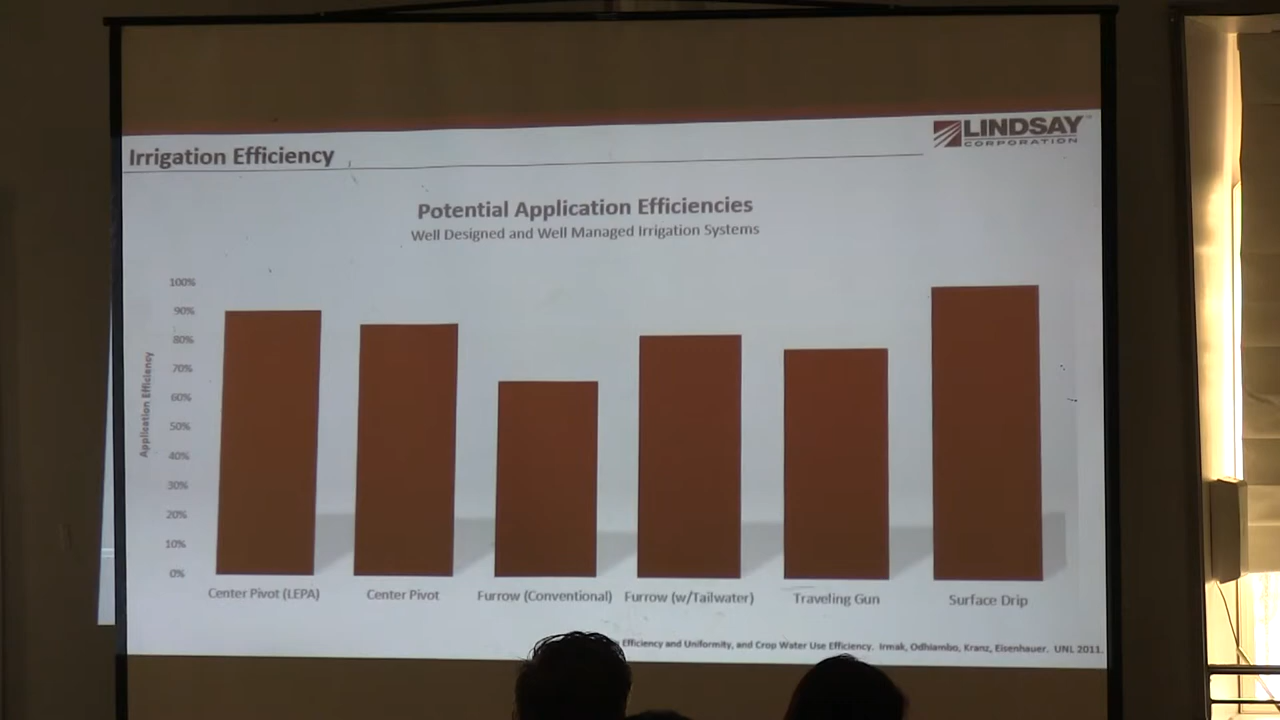 Irrigation Efficiency
LINDSAY
CORPORATION
Potential Application Efficiencies
Well Designed and Well Managed Irrigation Systems
Application Efficiency
100%
90%
80%
70%
60%
50%
40%
30%
20%
10%
0%
Center Pivot (LEPA)
Center Pivot
Furrow (Conventional)
Furrow (w/Tailwater)
Traveling Gun
Surface Drip
Efficiency and Uniformity, and Crop Water Use Efficiency. Irmak, Odhiambo, Kranz, Eisenhauer. UNL 2011.